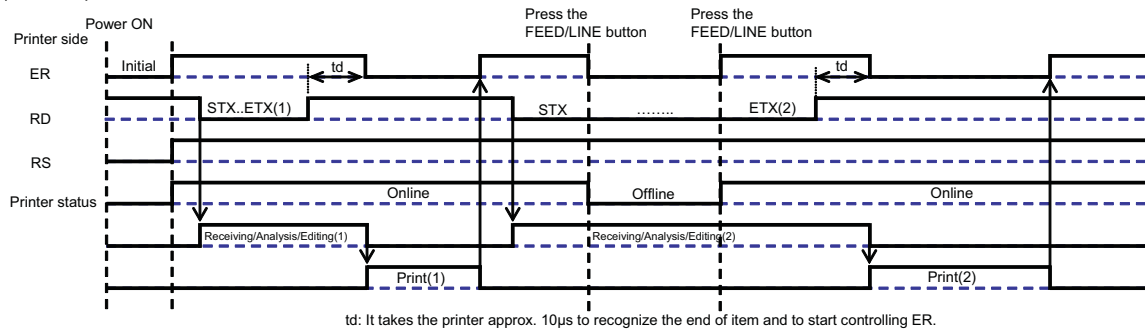 Power ON
Press the
FEED/LINE button
Press the
FEED/LINE button
Printer side
ER
Initial
td
td
RD
STX..ETX(1)
STX
........
ETX(2)
RS
Printer status
Online
Offline
Online
Receiving/Analysis/Editing(1)
Receiving/Analysis/Editing(2)
Print(1)
Print(2)
td: It takes the printer approx. 10µs to recognize the end of item and to start controlling ER.